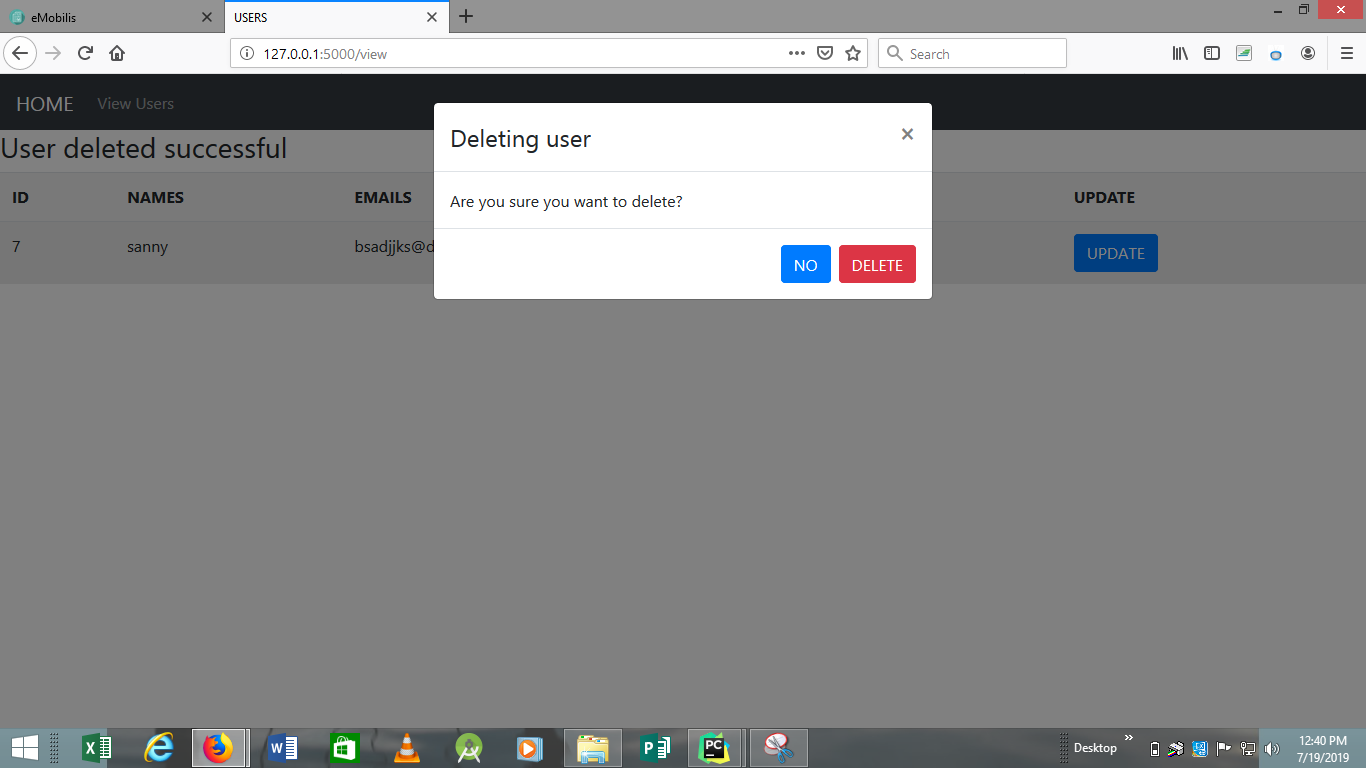 eMobilis
USERS
127.0.0.1:5000/view
Search
HOME View Users
Deleting user ×
User deleted successful
Are you sure you want to delete?
ID NAMES EMAILS UPDATE
7 sanny bsadjjks@d UPDATE
NO DELETE
Desktop
12:40 PM
7/19/2019